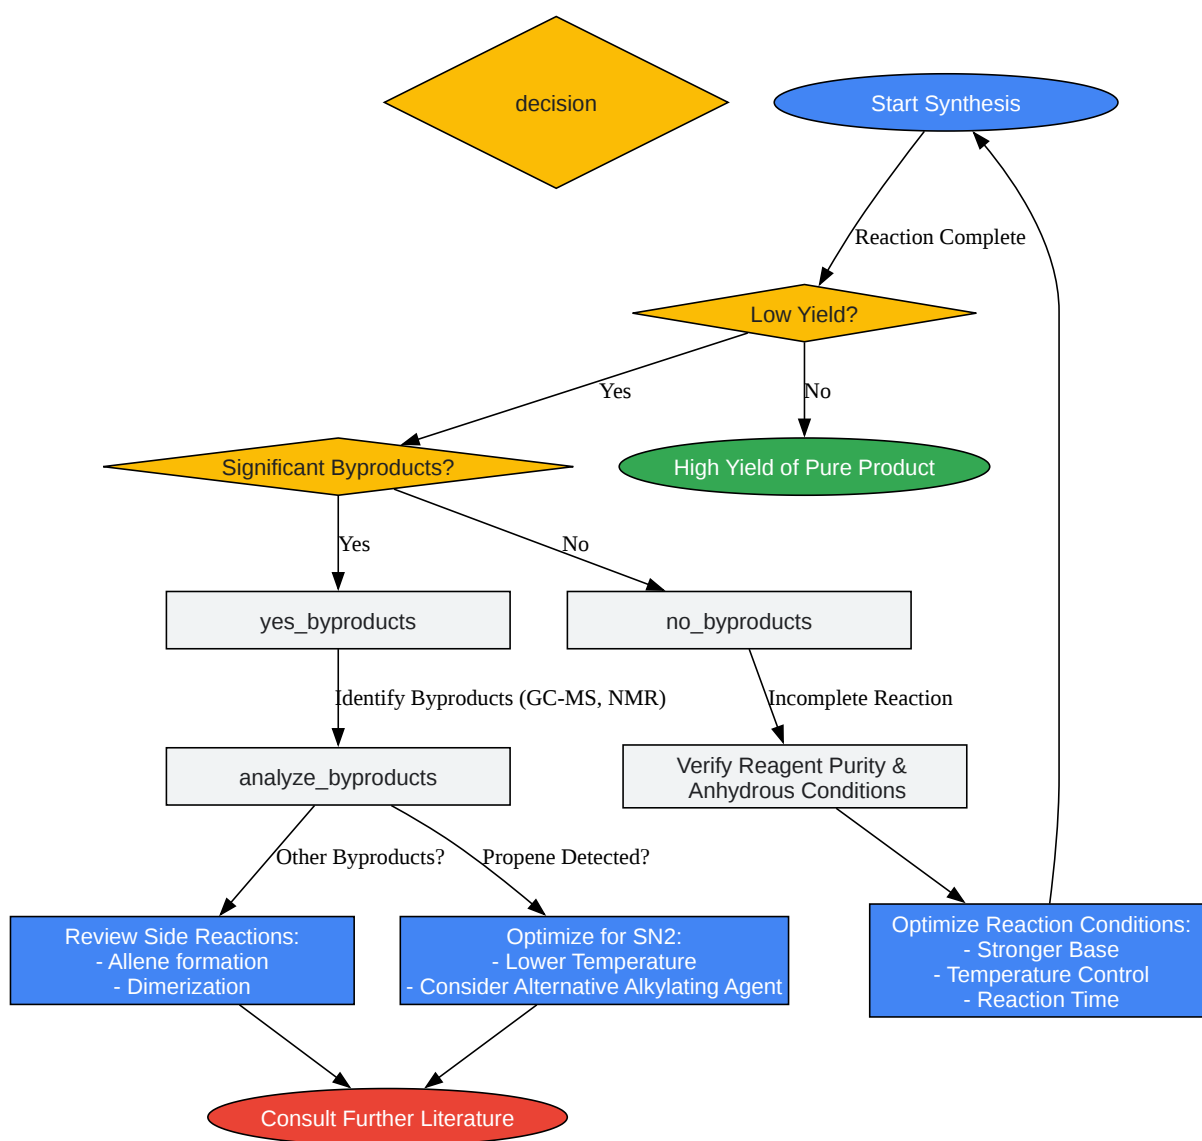 decision
Start Synthesis
Reaction Complete
Low Yield?
Yes
No
Significant Byproducts?
High Yield of Pure Product
Yes
No
yes_byproducts
no_byproducts
Identify Byproducts (GC-MS, NMR)
Incomplete Reaction
analyze_byproducts
Verify Reagent Purity &
Anhydrous Conditions
Other Byproducts?
Propene Detected?
Review Side Reactions:
- Allene formation
- Dimerization
Optimize for SN2:
- Lower Temperature
- Consider Alternative Alkylating Agent
Optimize Reaction Conditions:
- Stronger Base
- Temperature Control
- Reaction Time
Consult Further Literature